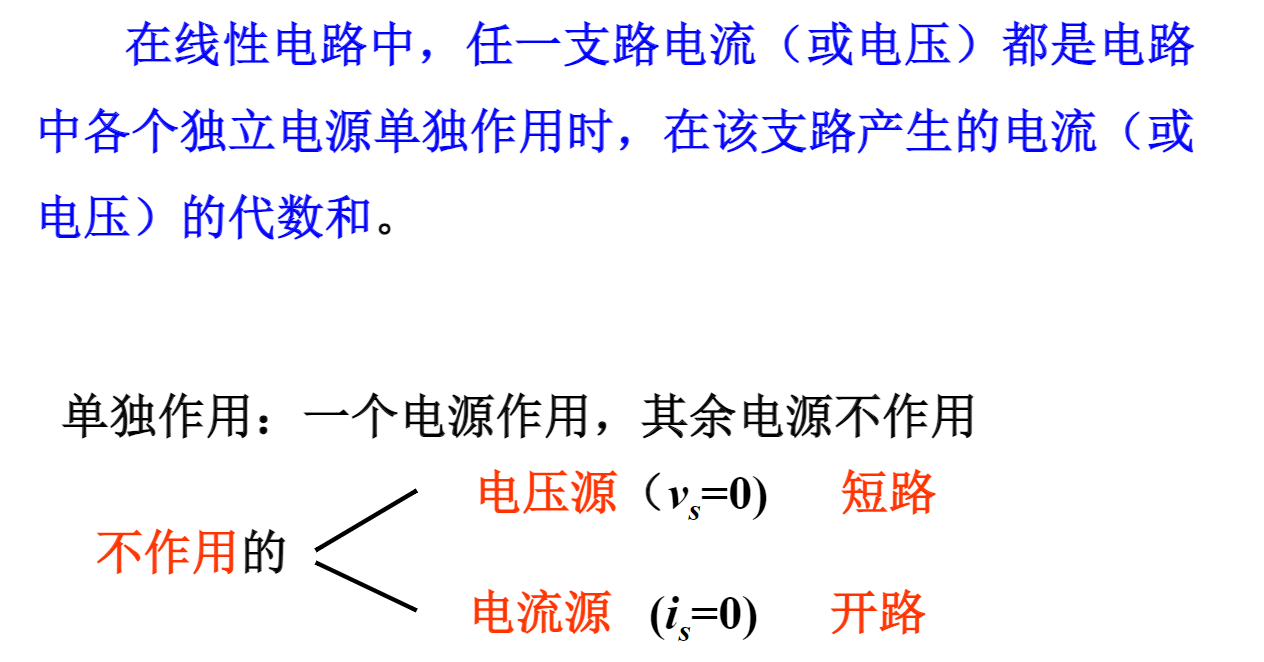 在线性电路中，任一支路电流（或电压）都是电路
中各个独立电源单独作用时，在该支路产生的电流（或
电压）的代数和。
单独作用：一个电源作用，其余电源不作用
电压源（vs=0) 短路
不作用的
电流源 (is=0) 开路